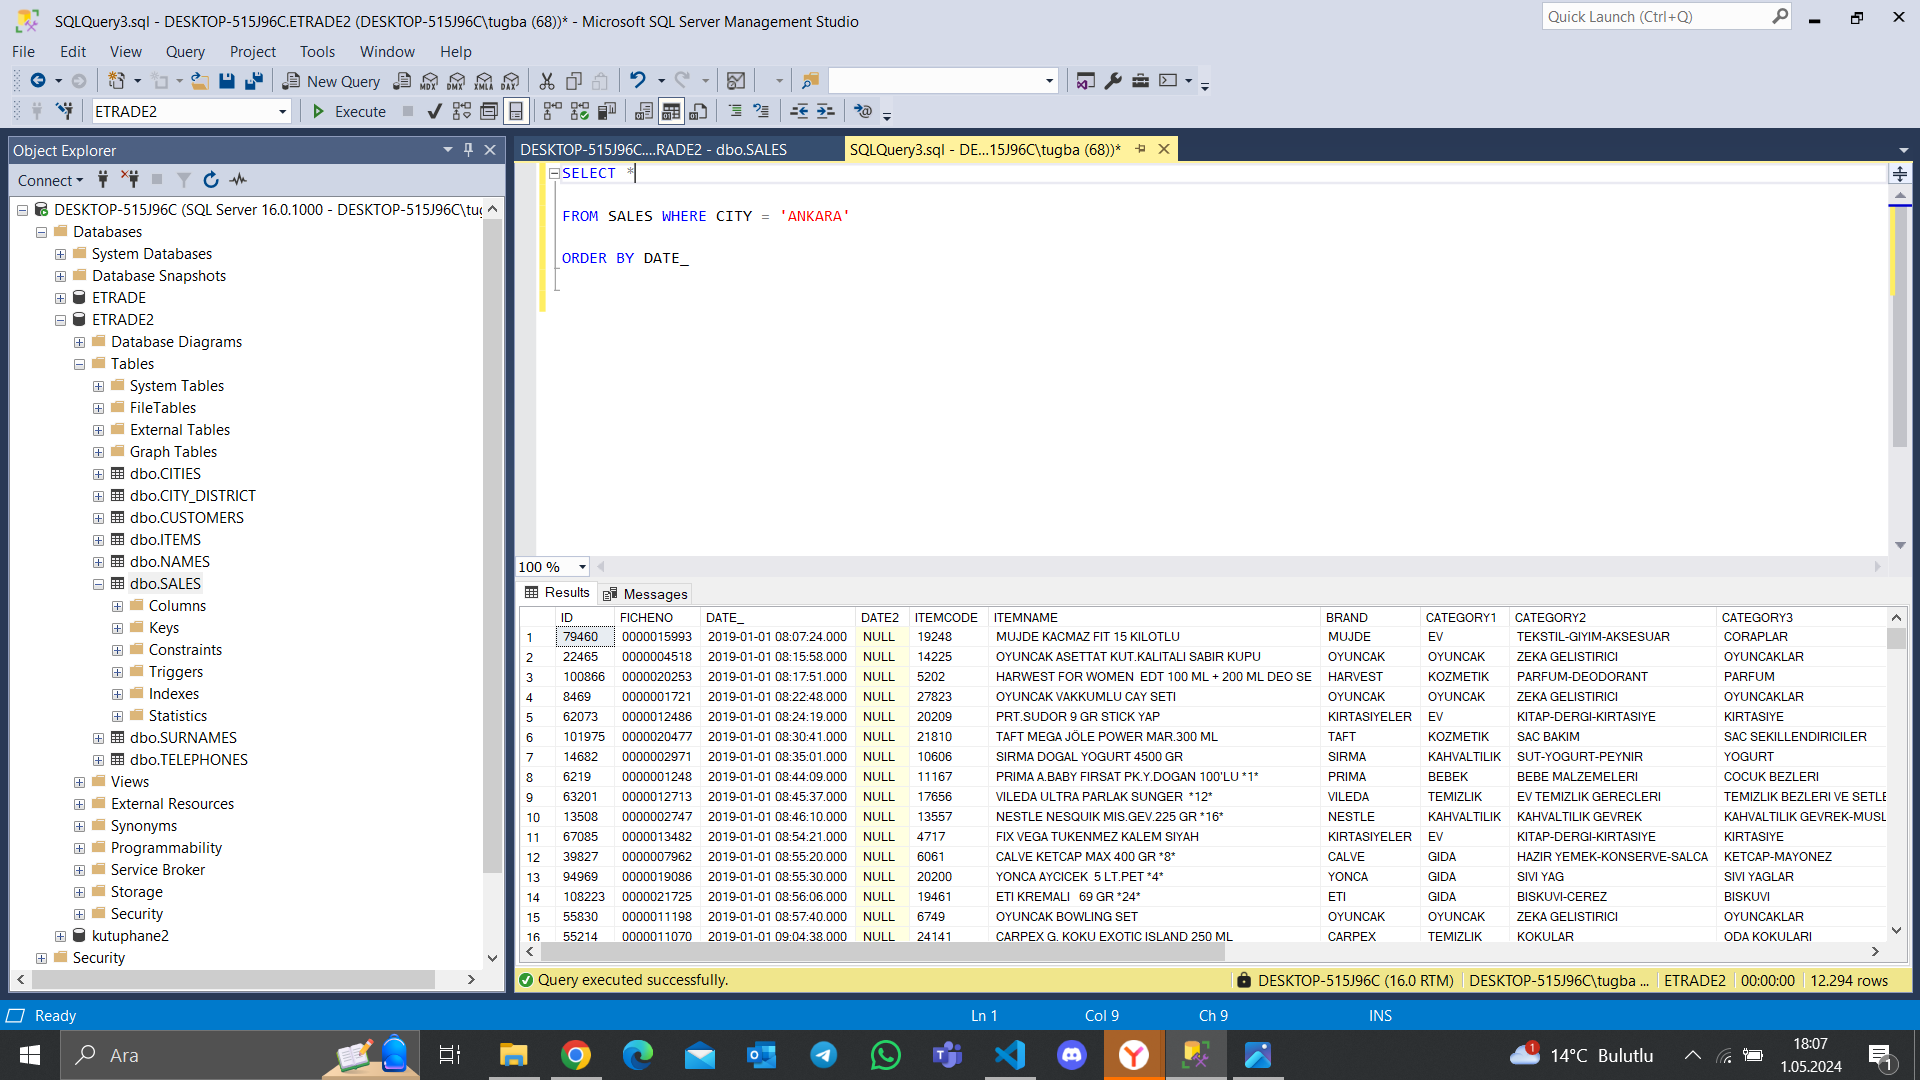 SQLQuery3.sql - DESKTOP-515J96C.ETRADE2 (DESKTOP-515J96C\tugba (68))* - Microsoft SQL Server Management Studio
Quick Launch (Ctrl+Q)
File Edit View Query Project Tools Window Help
New Query MDX DMX XMLA DAX
ETRADE2 Execute
Object Explorer
Connect
DESKTOP-515J96C (SQL Server 16.0.1000 - DESKTOP-515J96C\tug
Databases
System Databases
Database Snapshots
ETRADE
ETRADE2
Database Diagrams
Tables
System Tables
FileTables
External Tables
Graph Tables
dbo.CITIES
dbo.CITY_DISTRICT
dbo.CUSTOMERS
dbo.ITEMS
dbo.NAMES
dbo.SALES
Columns
Keys
Constraints
Triggers
Indexes
Statistics
dbo.SURNAMES
dbo.TELEPHONES
Views
External Resources
Synonyms
Programmability
Service Broker
Storage
Security
kutuphane2
Security
DESKTOP-515J96C....RADE2 - dbo.SALES
SQLQuery3.sql - DE...15J96C\tugba (68))*
SELECT *
FROM SALES WHERE CITY = 'ANKARA'
ORDER BY DATE_
100 %
Results Messages
ID FICHENO DATE_ DATE2 ITEMCODE ITEMNAME BRAND CATEGORY1 CATEGORY2 CATEGORY3
1 79460 0000015993 2019-01-01 08:07:24.000 NULL 19248 MUJDE KACMAZ FIT 15 KILOTLU MUJDE EV TEKSTIL-GIYIM-AKSESUAR CORAPLAR
2 22465 0000004518 2019-01-01 08:15:58.000 NULL 14225 OYUNCAK ASETTAT KUT.KALITALI SABIR KUPU OYUNCAK OYUNCAK ZEKA GELISTIRICI OYUNCAKLAR
3 100866 0000020253 2019-01-01 08:17:51.000 NULL 5202 HARWEST FOR WOMEN EDT 100 ML + 200 ML DEO SE HARVEST KOZMETIK PARFUM-DEODORANT PARFUM
4 8469 0000001721 2019-01-01 08:22:48.000 NULL 27823 OYUNCAK VAKKUMLU CAY SETI OYUNCAK OYUNCAK ZEKA GELISTIRICI OYUNCAKLAR
5 62073 0000012486 2019-01-01 08:24:19.000 NULL 20209 PRT.SUDOR 9 GR STICK YAP KIRTASIYELER EV KITAP-DERGI-KIRTASIYE KIRTASIYE
6 101975 0000020477 2019-01-01 08:30:41.000 NULL 21810 TAFT MEGA JÖLE POWER MAR.300 ML TAFT KOZMETIK SAC BAKIM SAC SEKILLENDIRICILER
7 14682 0000002971 2019-01-01 08:35:01.000 NULL 10606 SIRMA DOGAL YOGURT 4500 GR SIRMA KAHVALTILIK SUT-YOGURT-PEYNIR YOGURT
8 6219 0000001248 2019-01-01 08:44:09.000 NULL 11167 PRIMA A.BABY FIRSAT PK.Y.DOGAN 100'LU *1* PRIMA BEBEK BEBE MALZEMELERI COCUK BEZLERI
9 63201 0000012713 2019-01-01 08:45:37.000 NULL 17656 VILEDA ULTRA PARLAK SUNGER *12* VILEDA TEMIZLIK EV TEMIZLIK GERECLERI TEMIZLIK BEZLERI VE SETLE
10 13508 0000002747 2019-01-01 08:46:10.000 NULL 13557 NESTLE NESQUIK MIS.GEV.225 GR *16* NESTLE KAHVALTILIK KAHVALTILIK GEVREK KAHVALTILIK GEVREK-MUSL
11 67085 0000013482 2019-01-01 08:54:21.000 NULL 4717 FIX VEGA TUKENMEZ KALEM SIYAH KIRTASIYELER EV KITAP-DERGI-KIRTASIYE KIRTASIYE
12 39827 0000007962 2019-01-01 08:55:20.000 NULL 6061 CALVE KETCAP MAX 400 GR *8* CALVE GIDA HAZIR YEMEK-KONSERVE-SALCA KETCAP-MAYONEZ
13 94969 0000019086 2019-01-01 08:55:30.000 NULL 20200 YONCA AYCICEK 5 LT.PET *4* YONCA GIDA SIVI YAG SIVI YAGLAR
14 108223 0000021725 2019-01-01 08:56:06.000 NULL 19461 ETI KREMALI 69 GR *24* ETI GIDA BISKUVI-CEREZ BISKUVI
15 55830 0000011198 2019-01-01 08:57:40.000 NULL 6749 OYUNCAK BOWLING SET OYUNCAK OYUNCAK ZEKA GELISTIRICI OYUNCAKLAR
16 55214 0000011070 2019-01-01 09:04:38.000 NULL 24141 CARPEX G. KOKU EXOTIC ISLAND 250 ML CARPEX TEMIZLIK KOKULAR ODA KOKULARI
Query executed successfully. DESKTOP-515J96C (16.0 RTM) DESKTOP-515J96C\tugba ... ETRADE2 00:00:00 12.294 rows
Ready Ln 1 Col 9 Ch 9 INS
Ara
1 14°C Bulutlu
18:07
1.05.2024
1